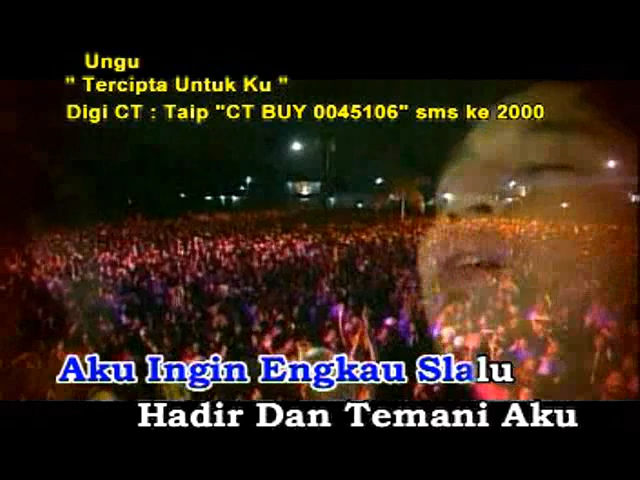 Ungu
" Tercipta Untuk Ku "
Digi CT : Taip "CT BUY 0045106" sms ke 2000
Aku Ingin Engkau Slalu
Hadir Dan Temani Aku